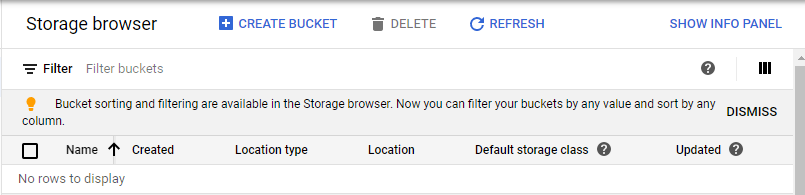 Storage browser CREATE BUCKET DELETE REFRESH SHOW INFO PANEL
Filter Filter buckets
Bucket sorting and filtering are available in the Storage browser. Now you can filter your buckets by any value and sort by any
column.
DISMISS
Name Created Location type Location Default storage class Updated
No rows to display